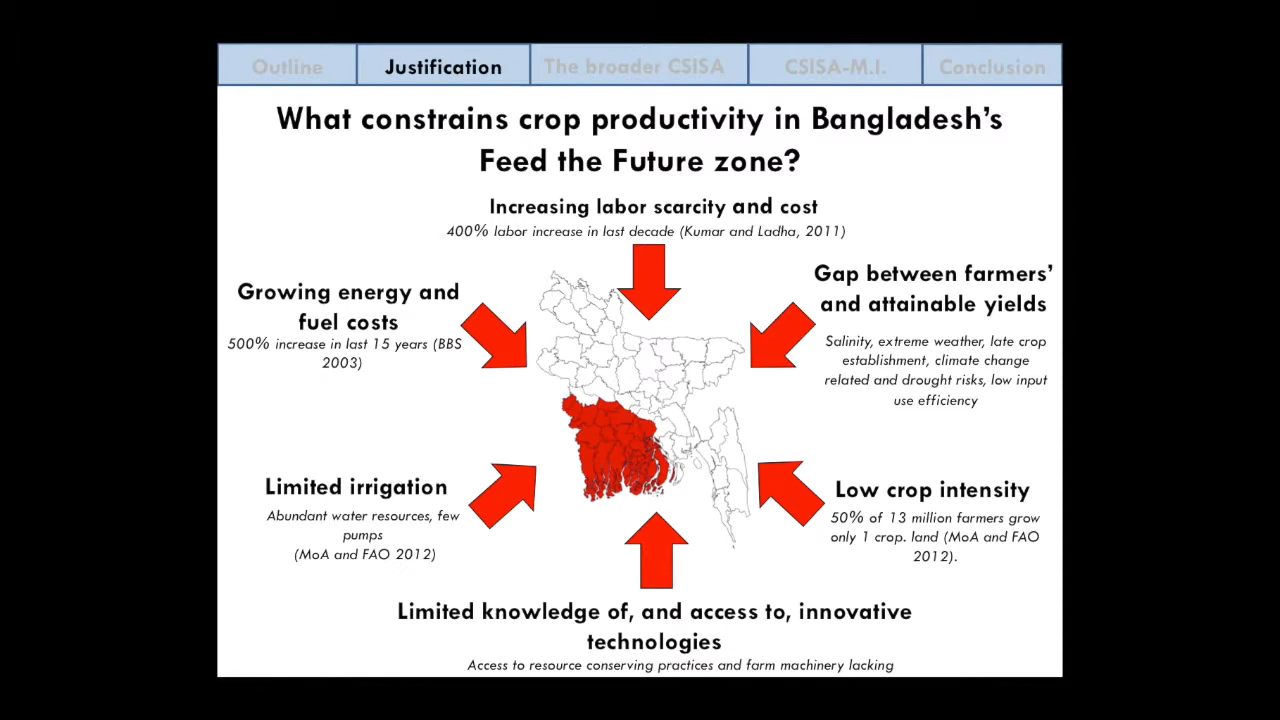 Outline
Justification
The broader CSISA
CSISA-M.I.
Conclusion
What constrains crop productivity in Bangladesh's
Feed the Future zone?
Increasing labor scarcity and cost
400% labor increase in last decade (Kumar and Ladha, 2011)
Growing energy and
fuel costs
500% increase in last 15 years (BBS
2003)
Gap between farmers'
and attainable yields
Salinity, extreme weather, late crop
establishment, climate change
related and drought risks, low input
use efficiency
Limited irrigation
Abundant water resources, few
pumps
(MoA and FAO 2012)
Low crop intensity
50% of 13 million farmers grow
only 1 crop. land (MoA and FAO
2012).
Limited knowledge of, and access to, innovative
technologies
Access to resource conserving practices and farm machinery lacking